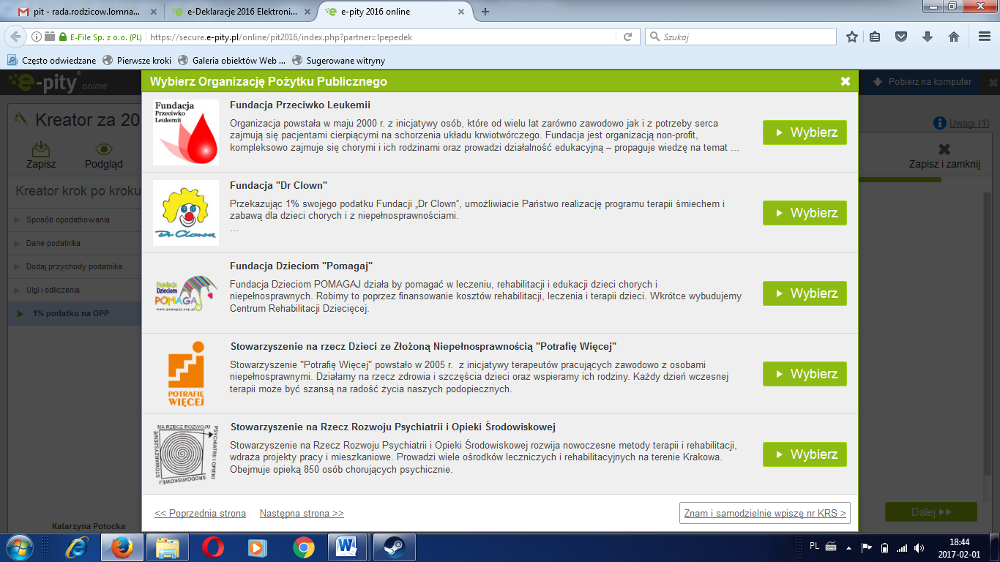 pit - rada.rodzicow.lomna...
e-Deklaracje 2016 Elektroni...
e-pity 2016 online
E-File Sp. z o.o. (PL)
https://secure.e-pity.pl/online/pit2016/index.php?partner=lpepedek
Szukaj
Często odwiedzane
Pierwsze kroki
Galeria obiektów Web ...
Sugerowane witryny
e-pity® online
Wybierz Organizację Pożytku Publicznego
Pobierz na komputer
Kreator za 20
Uwagi (1)
Zapisz
Podgląd
Zapisz i zamknij
Kreator krok po kroku
Sposób opodatkowania
Dane podatnika
Dodaj przychody podatnika
Ulgi i odliczenia
1% podatku na OPP
Katarzyna Potocka
Fundacja
Przeciwko
Leukemii
Fundacja Przeciwko Leukemii
Organizacja powstała w maju 2000 r. z inicjatywy osób, które od wielu lat zarówno zawodowo jak i z potrzeby serca
zajmują się pacjentami cierpiącymi na schorzenia układu krwiotwórczego. Fundacja jest organizacją non-profit,
kompleksowo zajmuje się chorymi i ich rodzinami oraz prowadzi działalność edukacyjną – propaguje wiedzę na temat ...
Wybierz
Dr Clown
Fundacja "Dr Clown"
Przekazując 1% swojego podatku Fundacji „Dr Clown”, umożliwiacie Państwo realizację programu terapii śmiechem i
zabawą dla dzieci chorych i z niepełnosprawnościami.
...
Wybierz
Fundacja
Dzieciom
POMAGAJ
www.pomagaj.org.pl
Fundacja Dzieciom "Pomagaj"
Fundacja Dzieciom POMAGAJ działa by pomagać w leczeniu, rehabilitacji i edukacji dzieci chorych i
niepełnosprawnych. Robimy to poprzez finansowanie kosztów rehabilitacji, leczenia i terapii dzieci. Wkrótce wybudujemy
Centrum Rehabilitacji Dziecięcej.
Wybierz
POTRAFIĘ
WIĘCEJ
Stowarzyszenie na rzecz Dzieci ze Złożoną Niepełnosprawnością "Potrafię Więcej"
Stowarzyszenie "Potrafię Więcej" powstało w 2005 r. z inicjatywy terapeutów pracujących zawodowo z osobami
niepełnosprawnymi. Działamy na rzecz zdrowia i szczęścia dzieci oraz wspieramy ich rodziny. Każdy dzień wczesnej
terapii może być szansą na radość życia naszych podopiecznych.
Wybierz
STOWARZYSZENIE
NA RZECZ ROZWOJU
PSYCHIATRII I OPIEKI
ŚRODOWISKOWEJ
Stowarzyszenie na Rzecz Rozwoju Psychiatrii i Opieki Środowiskowej
Stowarzyszenie na Rzecz Rozwoju Psychiatrii i Opieki Środowiskowej rozwija nowoczesne metody terapii i rehabilitacji,
wdraża projekty pracy i mieszkaniowe. Prowadzi wiele ośrodków leczniczych i rehabilitacyjnych na terenie Krakowa.
Obejmuje opieką 850 osób chorujących psychicznie.
Wybierz
<< Poprzednia strona
Następna strona >>
Znam i samodzielnie wpiszę nr KRS >
Dalej
PL
18:44
2017-02-01